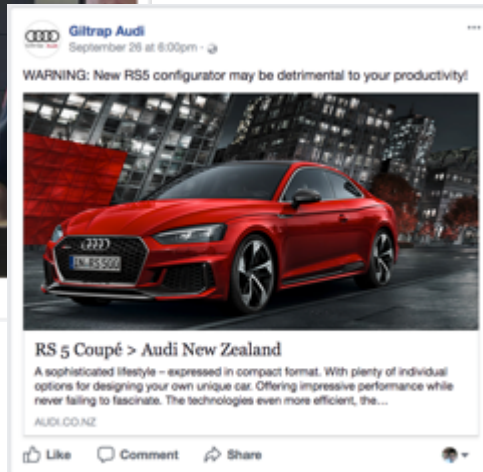 Giltrap Audi
September 26 at 6:00pm ·
WARNING: New RS5 configurator may be detrimental to your productivity!
IN·RS 500
RS 5 Coupé > Audi New Zealand
A sophisticated lifestyle – expressed in compact format. With plenty of individual
options for designing your own unique car. Offering impressive performance while
never failing to fascinate. The technologies even more efficient, the...
AUDI.CO.NZ
Like Comment Share